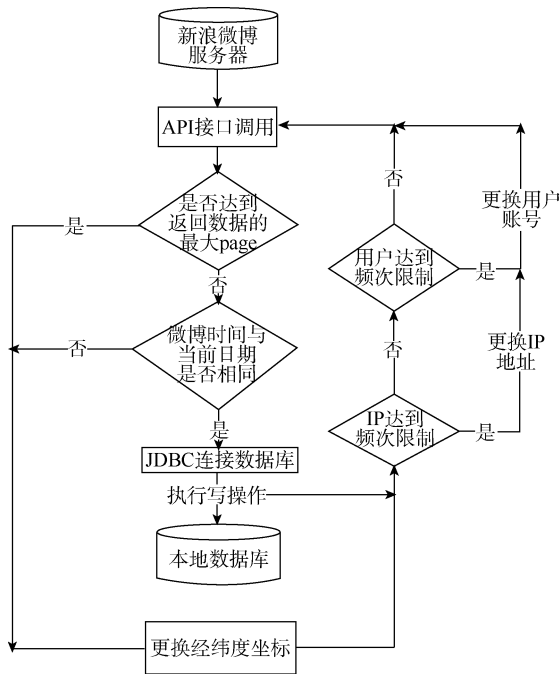 新浪微博
服务器
API接口调用
是否达到
返回数据的
最大page
是
否
微博时间与
当前日期
是否相同
否
是
JDBC连接数据库
执行写操作
本地数据库
更换经纬度坐标
否
更换用户
账号
用户达到
频次限制
是
否
更换IP
地址
IP达到
频次限制
是